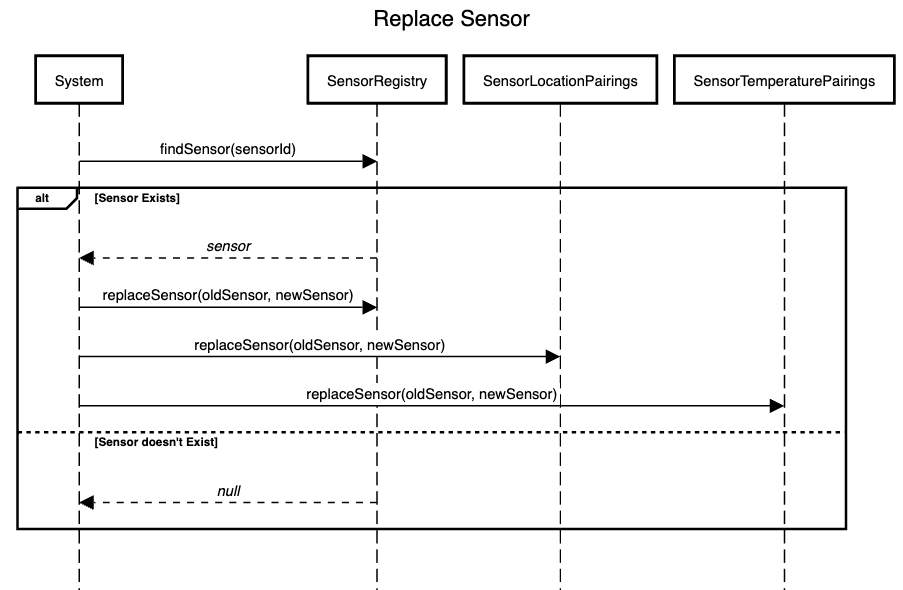 Replace Sensor
System
SensorRegistry
SensorLocationPairings
SensorTemperaturePairings
findSensor(sensorId)
alt
[Sensor Exists]
sensor
replaceSensor(oldSensor, newSensor)
replaceSensor(oldSensor, newSensor)
replaceSensor(oldSensor, newSensor)
[Sensor doesn't Exist]
null